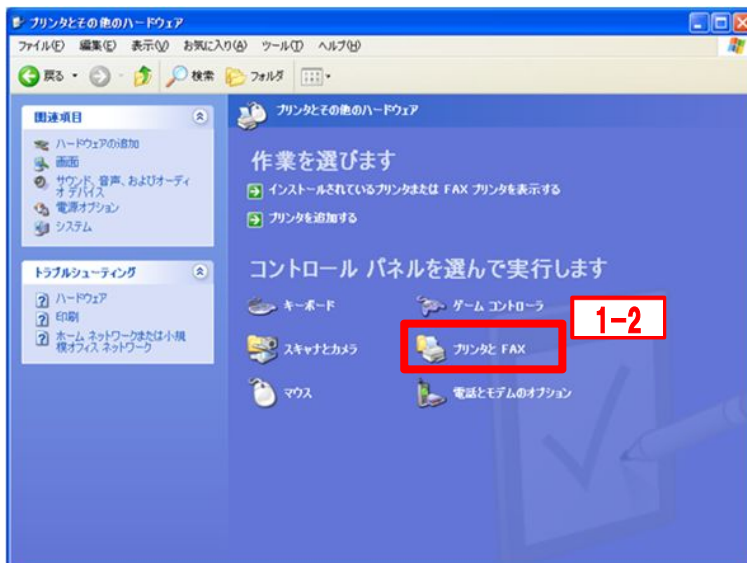 プリンタとその他のハードウェア
ファイル(F) 編集(E) 表示(V) お気に入り(A) ツール(T) ヘルプ(H)
戻る 検索 フォルダ
関連項目
ハードウェアの追加
画面
サウンド、音声、およびオーディ
オ デバイス
電源オプション
システム
トラブルシューティング
ハードウェア
印刷
ホーム ネットワークまたは小規
模オフィス ネットワーク
プリンタとその他のハードウェア
作業を選びます
インストールされているプリンタまたは FAX プリンタを表示する
プリンタを追加する
コントロール パネルを選んで実行します
キーボード
ゲーム コントローラ
1-2
スキャナとカメラ
プリンタと FAX
マウス
電話とモデムのオプション